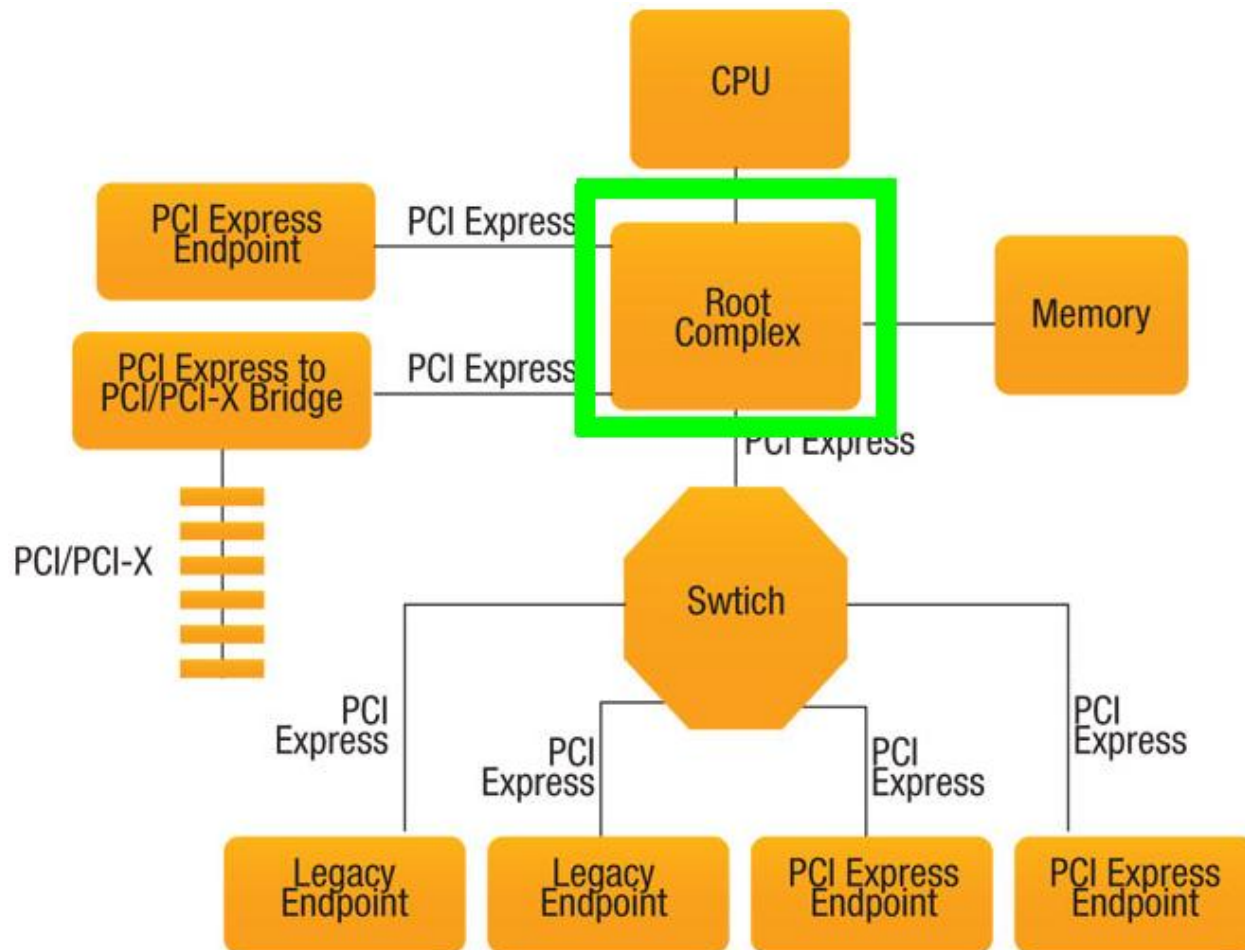 CPU
PCI Express
Endpoint
PCI Express
Root
Complex
Memory
PCI Express to
PCI/PCI-X Bridge
PCI Express
PCI Express
PCI/PCI-X
Swtich
PCI
Express
PCI
Express
PCI
Express
PCI
Express
Legacy
Endpoint
Legacy
Endpoint
PCI Express
Endpoint
PCI Express
Endpoint